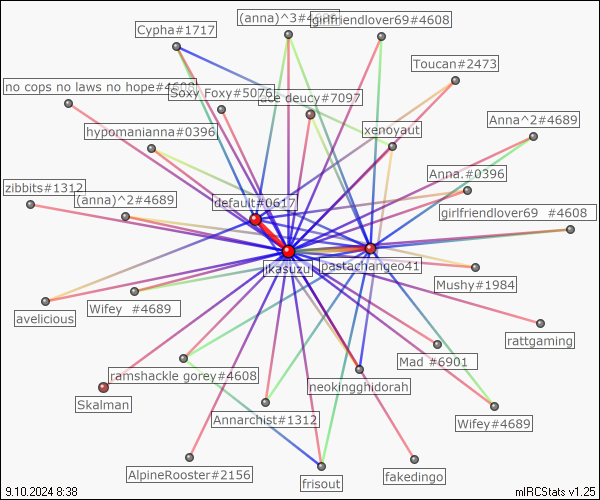 (anna)^3#4
girlfriendlover69#4608
Cypha#1717
Toucan#2473
no cops no laws no hope#4608
Soxy Foxy#5076
deucy#7097
hypomanianna#0396
xenoyaut
Anna^2#4689
zibbits#1312
(anna)^2#4689
Anna.#0396
default#0617
girlfriendlover69 #4608
jkasuzu
pastachangeo41
Mushy#1984
avelicious
Wifey #4689
rattgaming
ramshackle gorey#4608
Mad #6901
neokingghidorah
Skalman
Annarchist#1312
Wifey#4689
AlpineRooster#2156
frisout
fakedingo
9.10.2024 8:38
mIRCStats v1.25